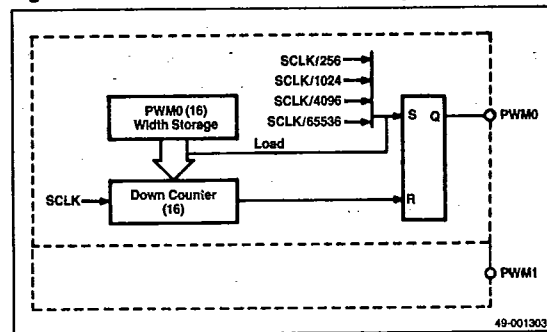 SCLK/256
SCLK/1024
SCLK/4096
SCLK/65536
PWM0 (16)
Width Storage
Load
S Q
PWM0
SCLK
Down Counter
(16)
R
PWM1
49-001303